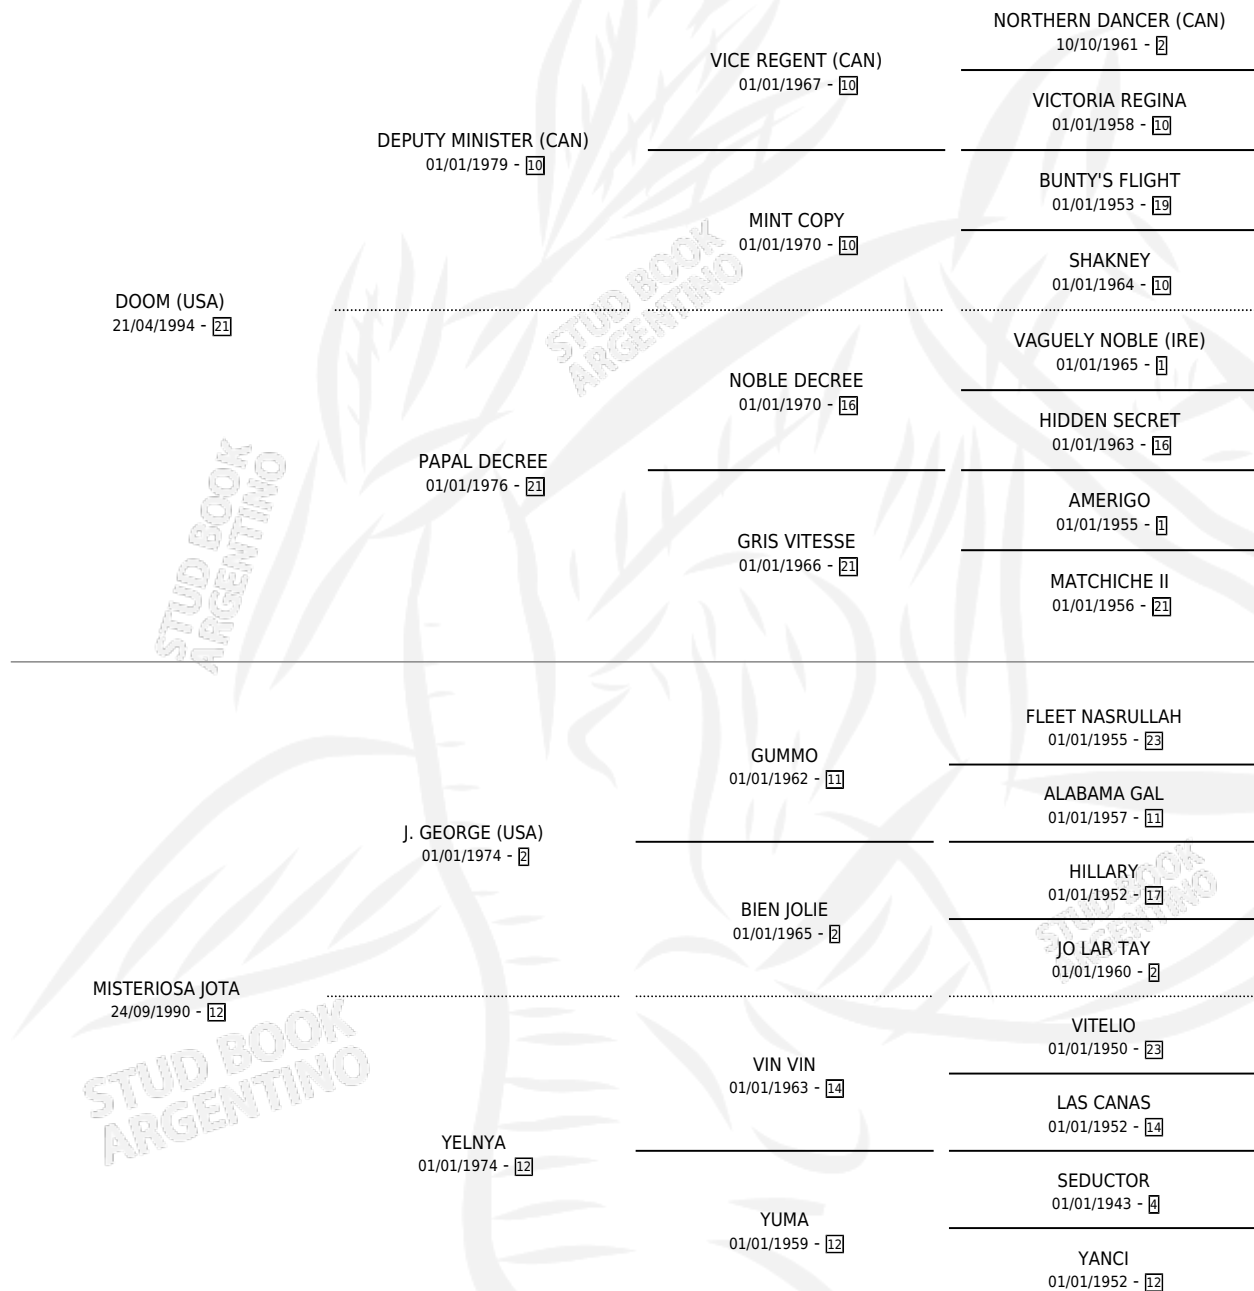 NORTHERN DANCER (CAN)
10/10/1961 - 2
VICE REGENT (CAN)
01/01/1967 - 10
VICTORIA REGINA
01/01/1958 - 10
DEPUTY MINISTER (CAN)
01/01/1979 - 10
BUNTY'S FLIGHT
01/01/1953 - 19
MINT COPY
01/01/1970 - 10
SHAKNEY
01/01/1964 - 10
DOOM (USA)
21/04/1994 - 21
VAGUELY NOBLE (IRE)
01/01/1965 - 1
NOBLE DECREE
01/01/1970 - 16
HIDDEN SECRET
01/01/1963 - 16
PAPAL DECREE
01/01/1976 - 21
AMERIGO
01/01/1955 - 1
GRIS VITESSE
01/01/1966 - 21
MATCHICHE II
01/01/1956 - 21
STUD BOOK
ARGENTINO
STUD BOOK
ARGENTINO
FLEET NASRULLAH
01/01/1955 - 23
GUMMO
01/01/1962 - 11
ALABAMA GAL
01/01/1957 - 11
J. GEORGE (USA)
01/01/1974 - 2
HILLARY
01/01/1952 - 17
BIEN JOLIE
01/01/1965 - 2
JO LAR TAY
01/01/1960 - 2
STUD BOOK
ARGENTINO
MISTERIOSA JOTA
24/09/1990 - 12
VITELIO
01/01/1950 - 23
VIN VIN
01/01/1963 - 14
LAS CANAS
01/01/1952 - 14
YELNYA
01/01/1974 - 12
SEDUCTOR
01/01/1943 - 4
YUMA
01/01/1959 - 12
YANCI
01/01/1952 - 12
STUD BOOK
ARGENTINO